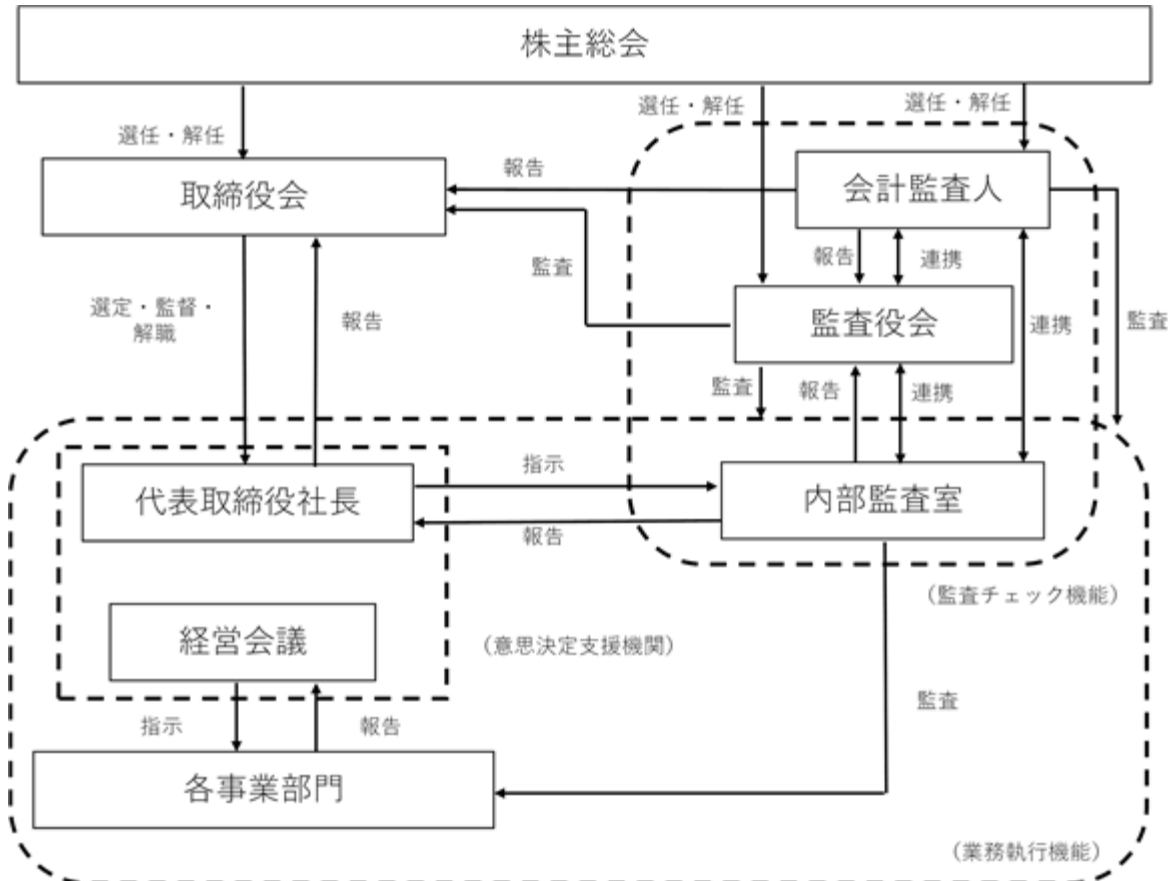 株主総会
選任・解任
選任・解任
選任・解任
取締役会
報告
会計監査人
監査
報告
連携
選定・監督・
解職
報告
監査役会
連携
監査
監査
報告
連携
代表取締役社長
指示
報告
内部監査室
(監査チェック機能)
経営会議
(意思決定支援機関)
指示
報告
監査
各事業部門
(業務執行機能)